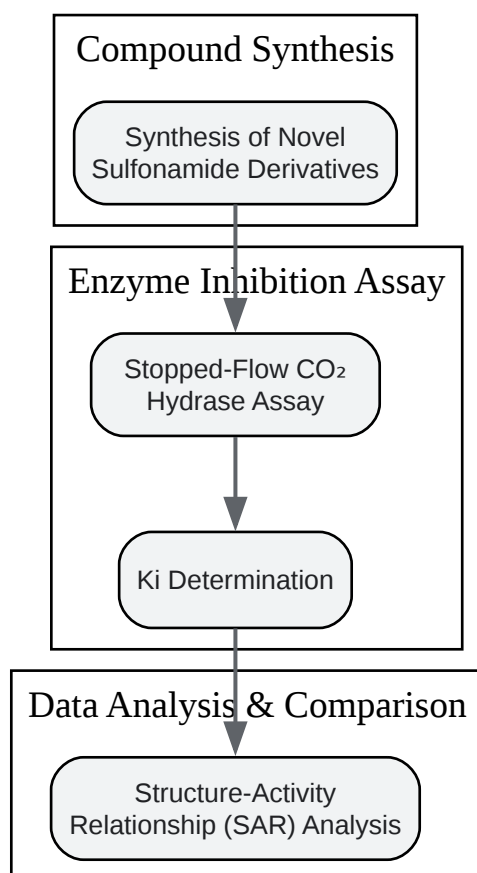 Compound Synthesis
Synthesis of Novel
Sulfonamide Derivatives
Enzyme Inhibition Assay
Stopped-Flow CO₂
Hydrase Assay
Ki Determination
Data Analysis & Comparison
Structure-Activity
Relationship (SAR) Analysis